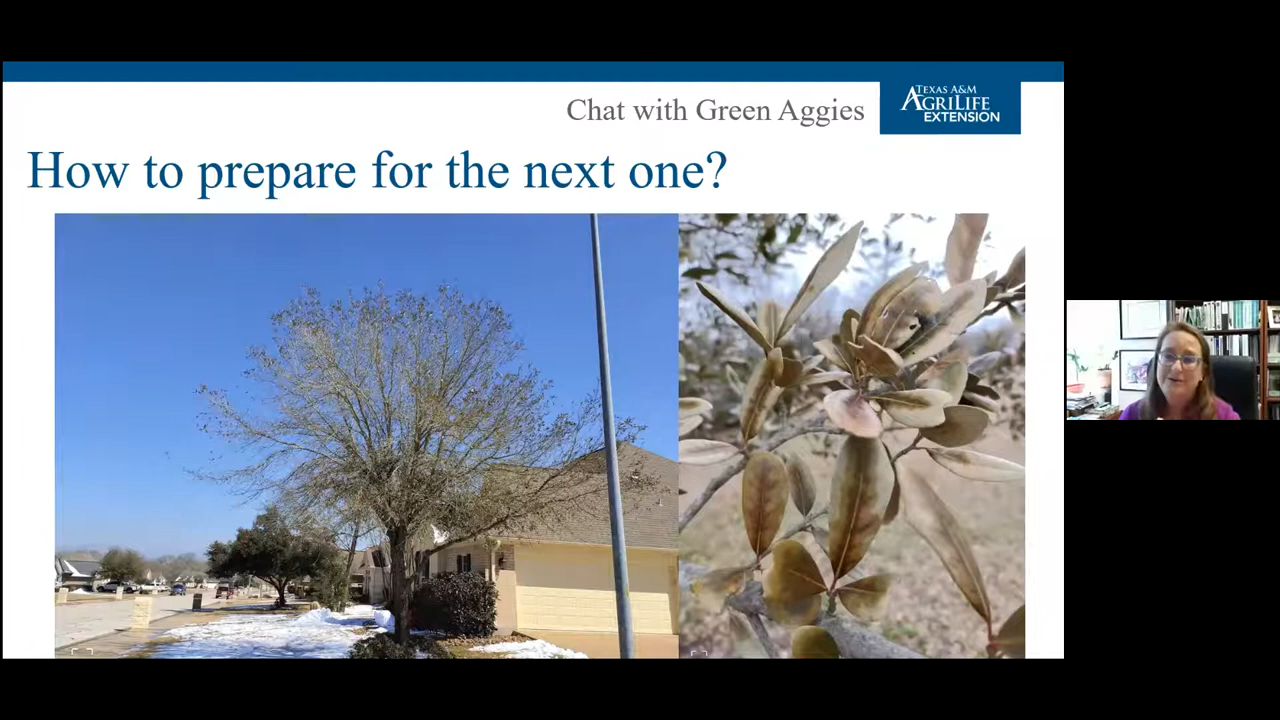 Chat with Green Aggies
TEXAS A&M
AGRILIFE
EXTENSION
How to prepare for the next one?